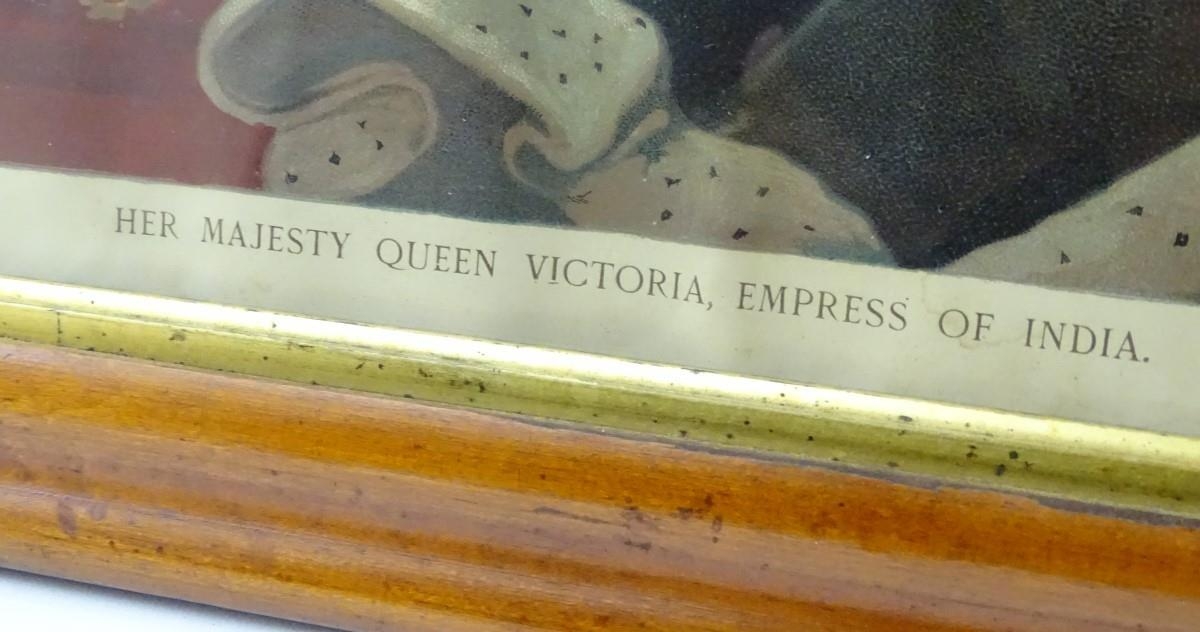 HER MAJESTY QUEEN VICTORIA, EMPRESS OF INDIA.